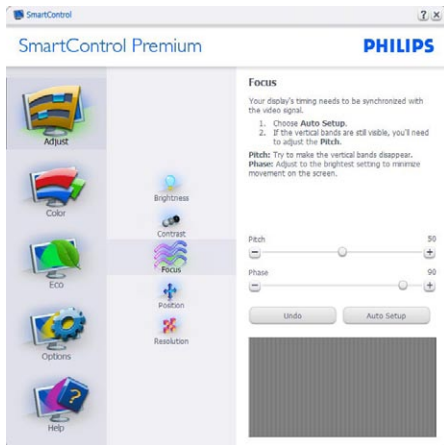 SmartControl
? x
SmartControl Premium
PHILIPS
Adjust
Color
Eco
Options
Help
Brightness
Contrast
Focus
Position
Resolution
Focus
Your display's timing needs to be synchronized with
the video signal.
1. Choose Auto Setup.
2. If the vertical bands are still visible, you'll need
to adjust the Pitch.
Pitch: Try to make the vertical bands disappear.
Phase: Adjust to the brightest setting to minimize
movement on the screen.
Pitch 50
Phase 90
Undo Auto Setup